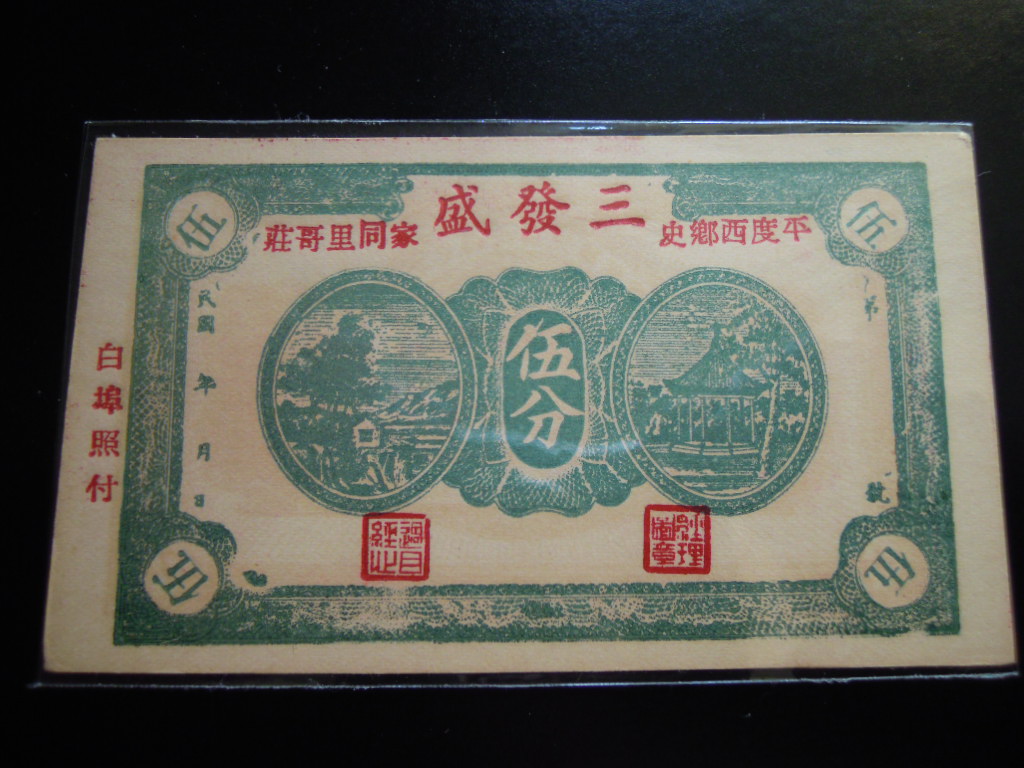 三發盛
平度西鄉史
家同里哥莊
伍
伍
第
號
伍分
民國 年 月 日
白埠照付
伍
伍